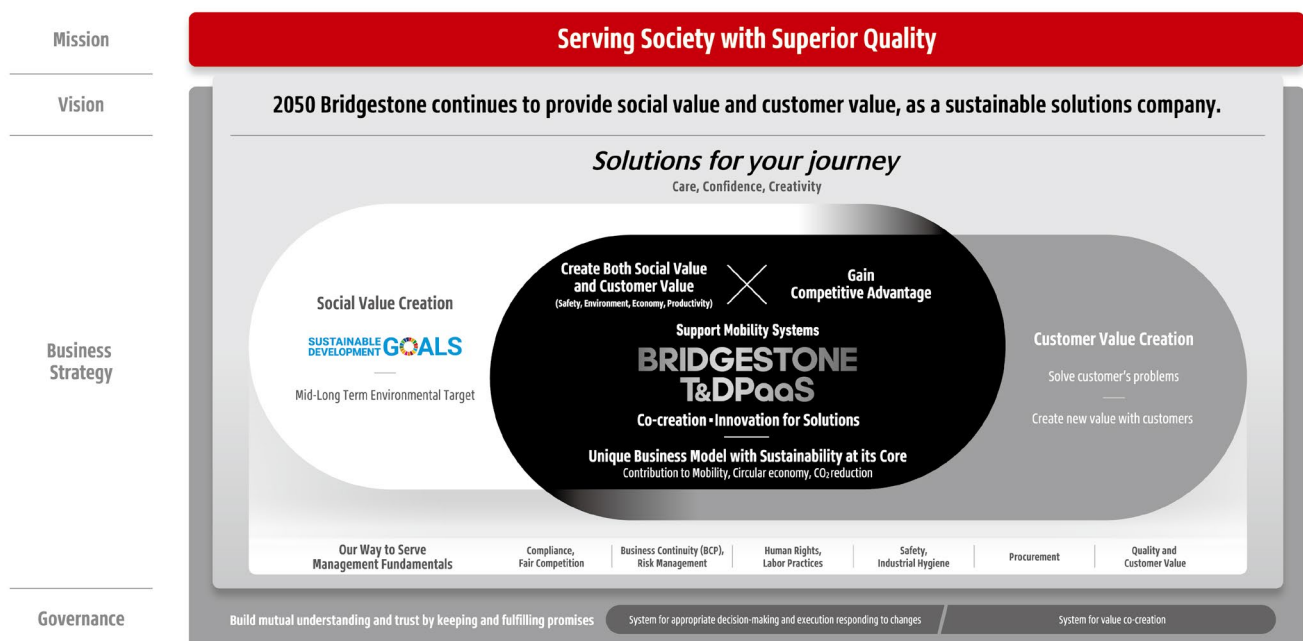 Mission
Serving Society with Superior Quality
Vision
2050 Bridgestone continues to provide social value and customer value, as a sustainable solutions company.
Business
Strategy
Solutions for your journey
Care, Confidence, Creativity
Social Value Creation
SUSTAINABLE
DEVELOPMENT GOALS
Mid-Long Term Environmental Target
Create Both Social Value
and Customer Value
(Safety, Environment, Economy, Productivity)
Gain
Competitive Advantage
Support Mobility Systems
BRIDGESTONE
T&DPaaS
Co-creation・Innovation for Solutions
Unique Business Model with Sustainability at its Core
Contribution to Mobility, Circular economy, CO₂ reduction
Customer Value Creation
Solve customer's problems
Create new value with customers
Our Way to Serve
Management Fundamentals
Compliance,
Fair Competition
Business Continuity (BCP),
Risk Management
Human Rights,
Labor Practices
Safety,
Industrial Hygiene
Procurement
Quality and
Customer Value
Governance
Build mutual understanding and trust by keeping and fulfilling promises
System for appropriate decision-making and execution responding to changes
System for value co-creation